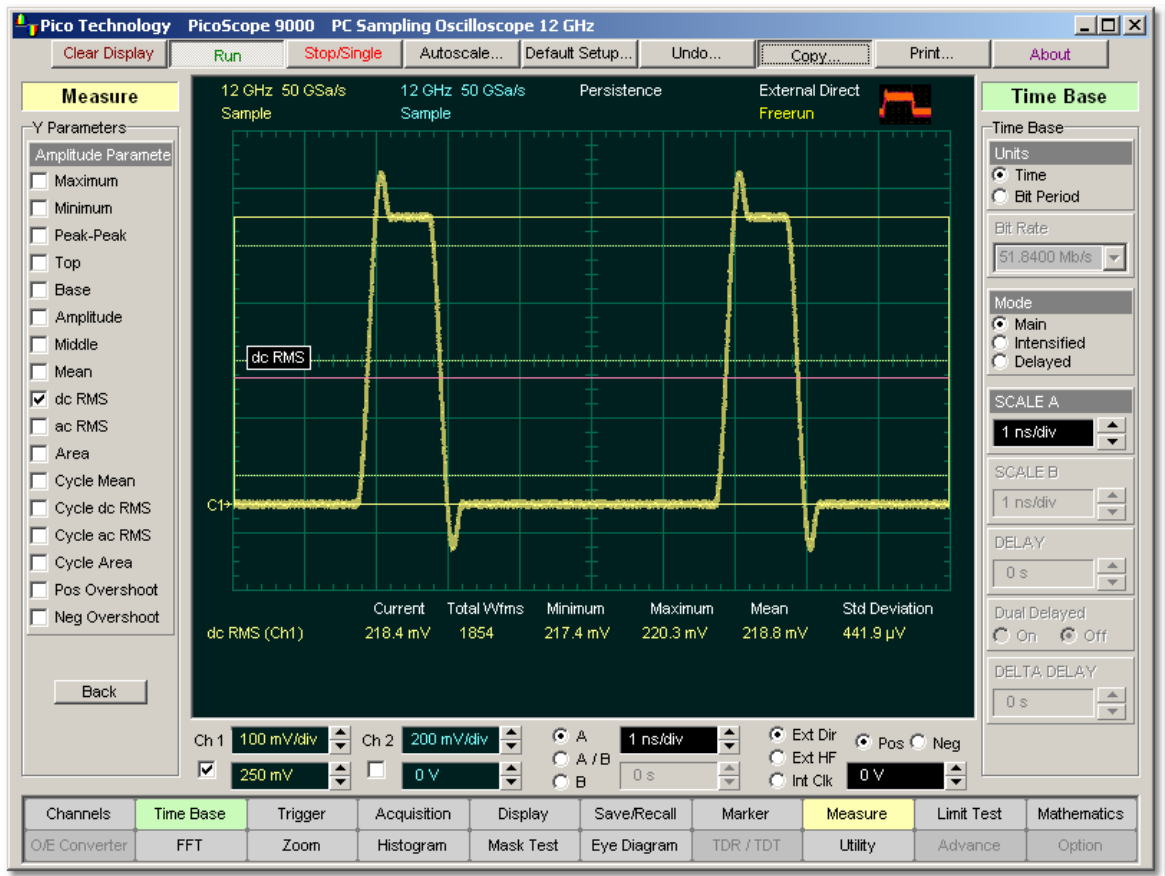 Pico Technology PicoScope 9000 PC Sampling Oscilloscope 12 GHz
Clear Display Run Stop/Single Autoscale... Default Setup... Undo... Copy... Print... About
Measure
Y Parameters
Amplitude Paramete
Maximum
Minimum
Peak-Peak
Top
Base
Amplitude
Middle
Mean
dc RMS
ac RMS
Area
Cycle Mean
Cycle dc RMS
Cycle ac RMS
Cycle Area
Pos Overshoot
Neg Overshoot
Back
12 GHz 50 GSa/s 12 GHz 50 GSa/s Persistence External Direct
Sample Sample Freerun
dc RMS
C1
Current Total Wfms Minimum Maximum Mean Std Deviation
dc RMS (Ch1) 218.4 mV 1854 217.4 mV 220.3 mV 218.8 mV 441.9 µV
Time Base
Time Base
Units
Time
Bit Period
Bit Rate
51.8400 Mb/s
Mode
Main
Intensified
Delayed
SCALE A
1 ns/div
SCALE B
1 ns/div
DELAY
0 s
Dual Delayed
On Off
DELTA DELAY
0 s
Ch 1 100 mV/div Ch 2 200 mV/div A 1 ns/div Ext Dir Pos Neg
A / B Ext HF
250 mV 0 V B 0 s Int Clk 0 V
Channels Time Base Trigger Acquisition Display Save/Recall Marker Measure Limit Test Mathematics
O/E Converter FFT Zoom Histogram Mask Test Eye Diagram TDR / TDT Utility Advance Option